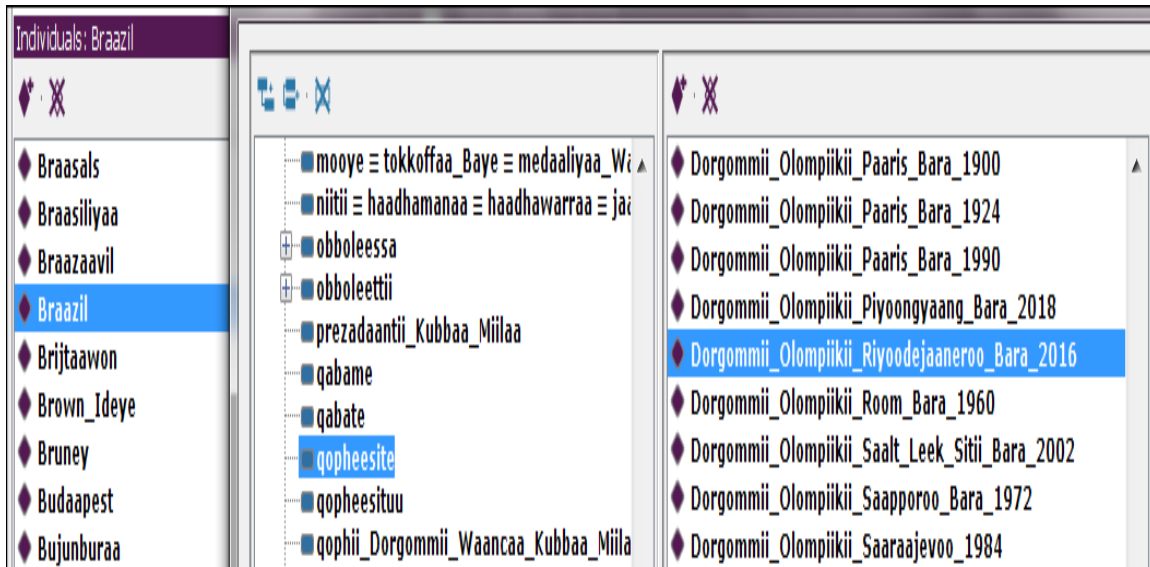 Individuals: Braazil
Braasals
Braasiliyaa
Braazaavil
Braazil
Brijtaawon
Brown_Ideye
Bruney
Budaapest
Bujunburaa
mooye ≡ tokkoffaa_Baye ≡ medaaliyaa_Wa
niitii ≡ haadhamanaa ≡ haadhawarraa ≡ jaa
obboleessa
obboleettii
prezadaantii_Kubbaa_Miilaa
qabame
qabate
qopheesite
qopheesituu
qophii_Dorgommii_Waancaa_Kubbaa_Miila
Dorgommii_Olompiikii_Paaris_Bara_1900
Dorgommii_Olompiikii_Paaris_Bara_1924
Dorgommii_Olompiikii_Paaris_Bara_1990
Dorgommii_Olompiikii_Piyoongyaang_Bara_2018
Dorgommii_Olompiikii_Riyoodejaaneroo_Bara_2016
Dorgommii_Olompiikii_Room_Bara_1960
Dorgommii_Olompiikii_Saalt_Leek_Sitii_Bara_2002
Dorgommii_Olompiikii_Saapporoo_Bara_1972
Dorgommii_Olompiikii_Saaraajevoo_1984